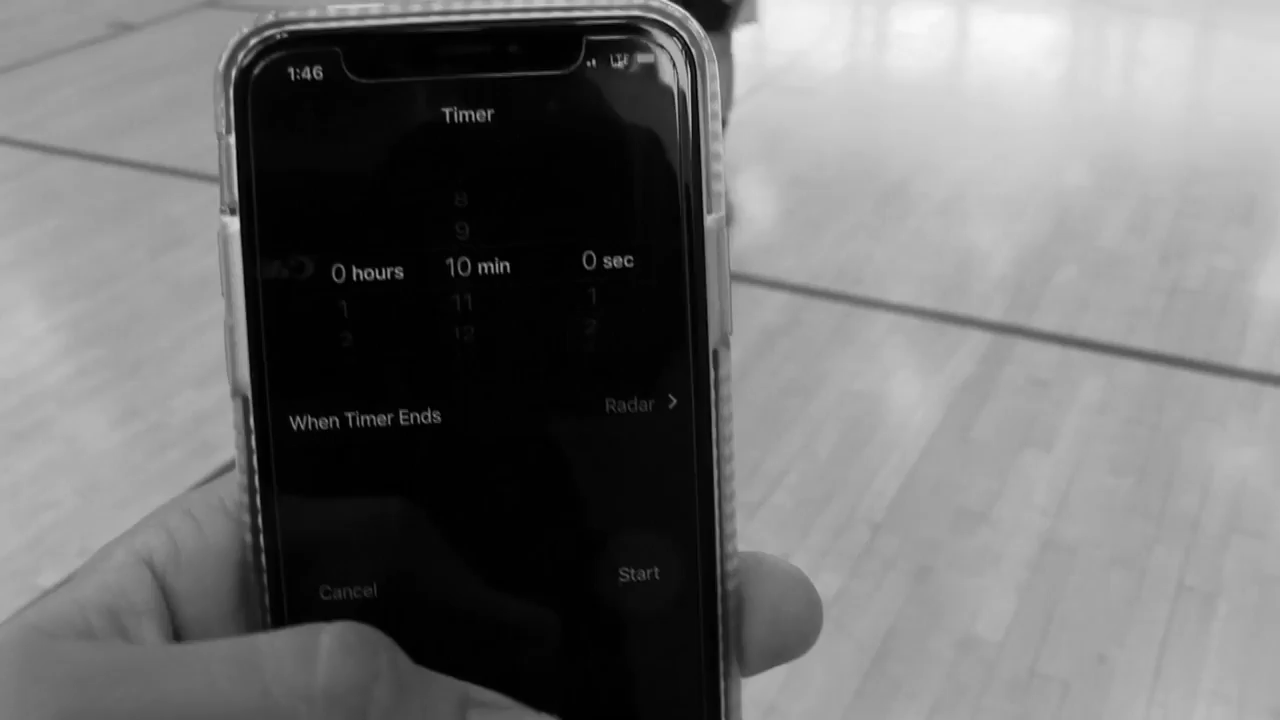 1:46 LTE
Timer
8
9
0 hours 10 min 0 sec
1 11 1
2 12 2
When Timer Ends Radar >
Cancel Start